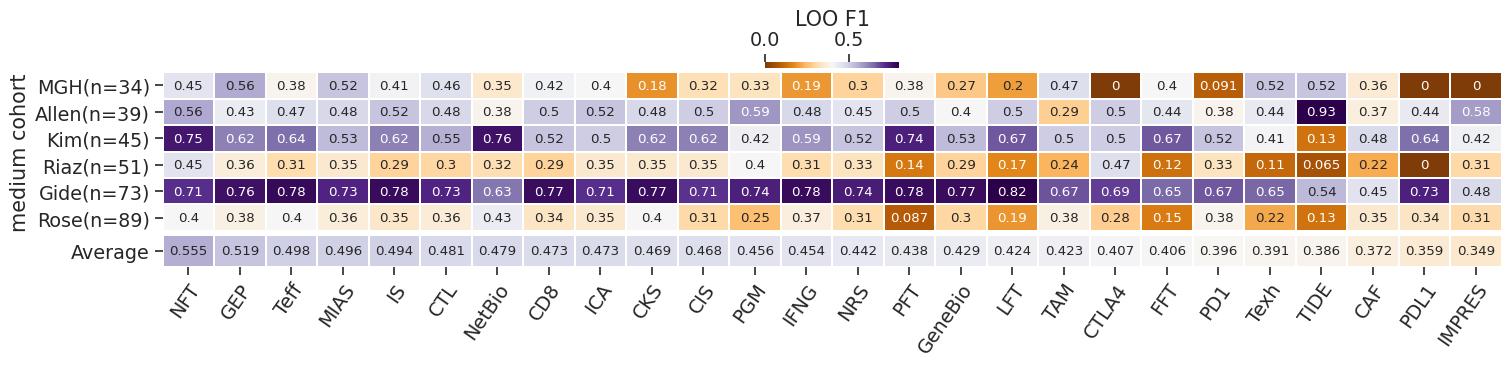 LOO F1
0.0 0.5
medium cohort
MGH(n=34) 0.45 0.56 0.38 0.52 0.41 0.46 0.35 0.42 0.4 0.18 0.32 0.33 0.19 0.3 0.38 0.27 0.2 0.47 0 0.4 0.091 0.52 0.52 0.36 0 0
Allen(n=39) 0.56 0.43 0.47 0.48 0.52 0.48 0.38 0.5 0.52 0.48 0.5 0.59 0.48 0.45 0.5 0.4 0.5 0.29 0.5 0.44 0.38 0.44 0.93 0.37 0.44 0.58
Kim(n=45) 0.75 0.62 0.64 0.53 0.62 0.55 0.76 0.52 0.5 0.62 0.62 0.42 0.59 0.52 0.74 0.53 0.67 0.5 0.5 0.67 0.52 0.41 0.13 0.48 0.64 0.42
Riaz(n=51) 0.45 0.36 0.31 0.35 0.29 0.3 0.32 0.29 0.35 0.35 0.35 0.4 0.31 0.33 0.14 0.29 0.17 0.24 0.47 0.12 0.33 0.11 0.065 0.22 0 0.31
Gide(n=73) 0.71 0.76 0.78 0.73 0.78 0.73 0.63 0.77 0.71 0.77 0.71 0.74 0.78 0.74 0.78 0.77 0.82 0.67 0.69 0.65 0.67 0.65 0.54 0.45 0.73 0.48
Rose(n=89) 0.4 0.38 0.4 0.36 0.35 0.36 0.43 0.34 0.35 0.4 0.31 0.25 0.37 0.31 0.087 0.3 0.19 0.38 0.28 0.15 0.38 0.22 0.13 0.35 0.34 0.31
Average 0.555 0.519 0.498 0.496 0.494 0.481 0.479 0.473 0.473 0.469 0.468 0.456 0.454 0.442 0.438 0.429 0.424 0.423 0.407 0.406 0.396 0.391 0.386 0.372 0.359 0.349
NFT GEP Teff MIAS IS CTL NetBio CD8 ICA CKS CIS PGM IFNG NRS PFT GeneBio LFT TAM CTLA4 FFT PD1 Texh TIDE CAF PDL1 IMPRES